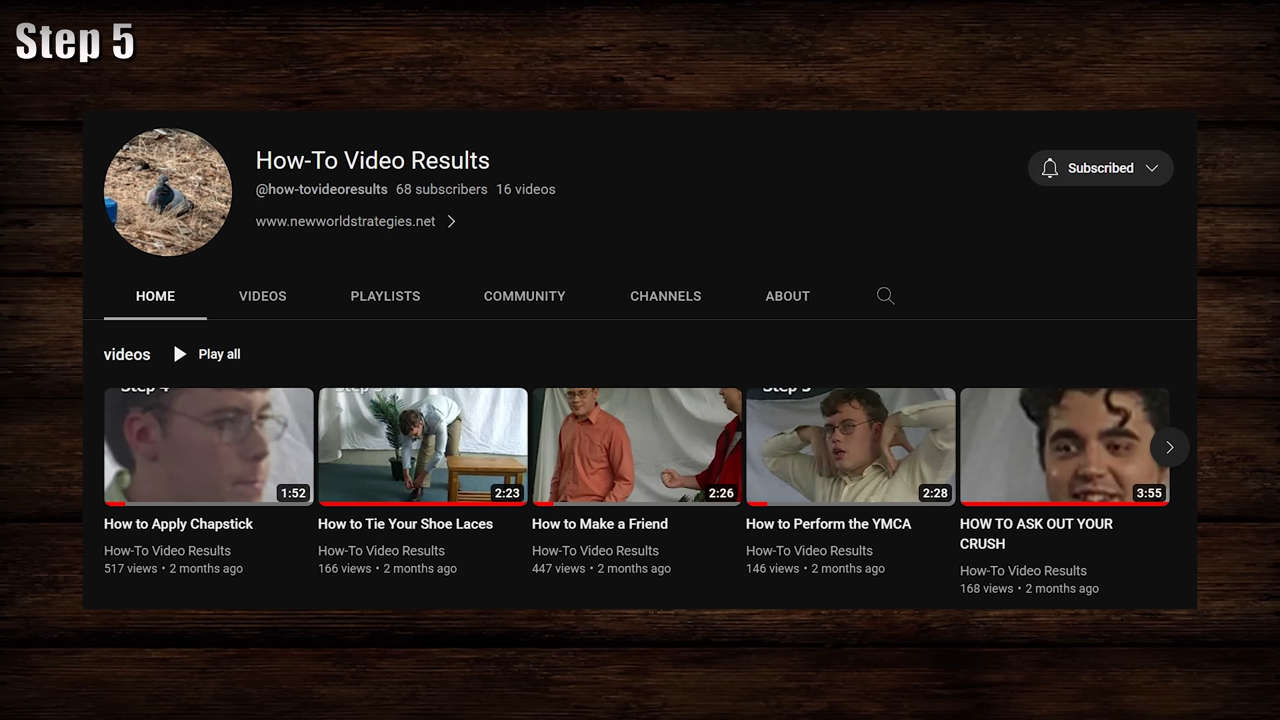 Step 5
How-To Video Results
@how-tovideoresults 68 subscribers 16 videos
www.newworldstrategies.net
Subscribed
HOME VIDEOS PLAYLISTS COMMUNITY CHANNELS ABOUT
videos Play all
Step 4
Step 3
1:52 2:23 2:26 2:28 3:55
How to Apply Chapstick
How-To Video Results
517 views • 2 months ago
How to Tie Your Shoe Laces
How-To Video Results
166 views • 2 months ago
How to Make a Friend
How-To Video Results
447 views • 2 months ago
How to Perform the YMCA
How-To Video Results
146 views • 2 months ago
HOW TO ASK OUT YOUR
CRUSH
How-To Video Results
168 views • 2 months ago